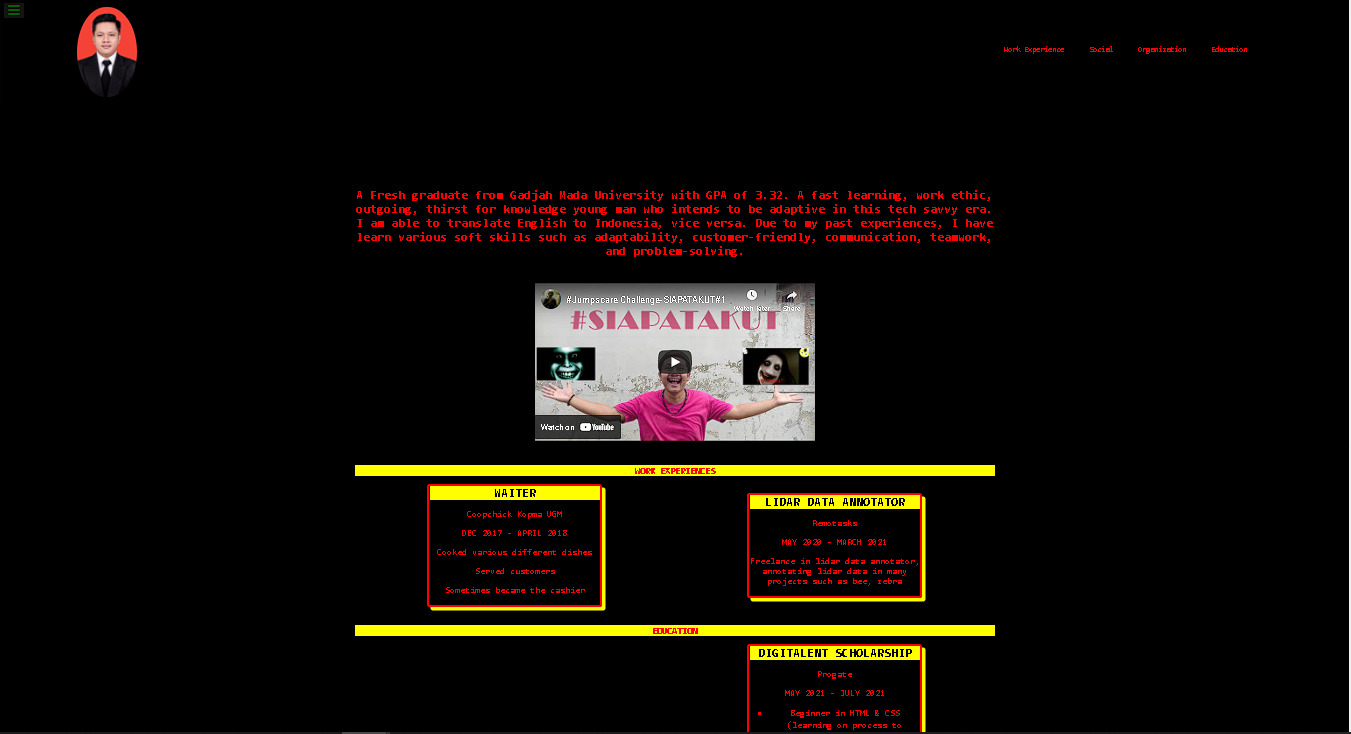 Work Experience Social Organization Education
A Fresh graduate from Gadjah Mada University with GPA of 3.32. A fast learning, work ethic,
outgoing, thirst for knowledge young man who intends to be adaptive in this tech savvy era.
I am able to translate English to Indonesia, vice versa. Due to my past experiences, I have
learn various soft skills such as adaptability, customer-friendly, communication, teamwork,
and problem-solving.
#Jumpscare Challenge-SIAPATAKUT#1
Watch later Share
#SIAPATAKUT
Watch on YouTube
WORK EXPERIENCES
WAITER
Coopchick Kopma UGM
DEC 2017 - APRIL 2018
Cooked various different dishes
Served customers
Sometimes became the cashier
LIDAR DATA ANNOTATOR
Remotasks
MAY 2020 - MARCH 2021
Freelance in lidar data annotator,
annotating lidar data in many
projects such as bee, zebra
EDUCATION
DIGITALENT SCHOLARSHIP
Progate
MAY 2021 - JULY 2021
Beginner in HTML & CSS
(learning on process to